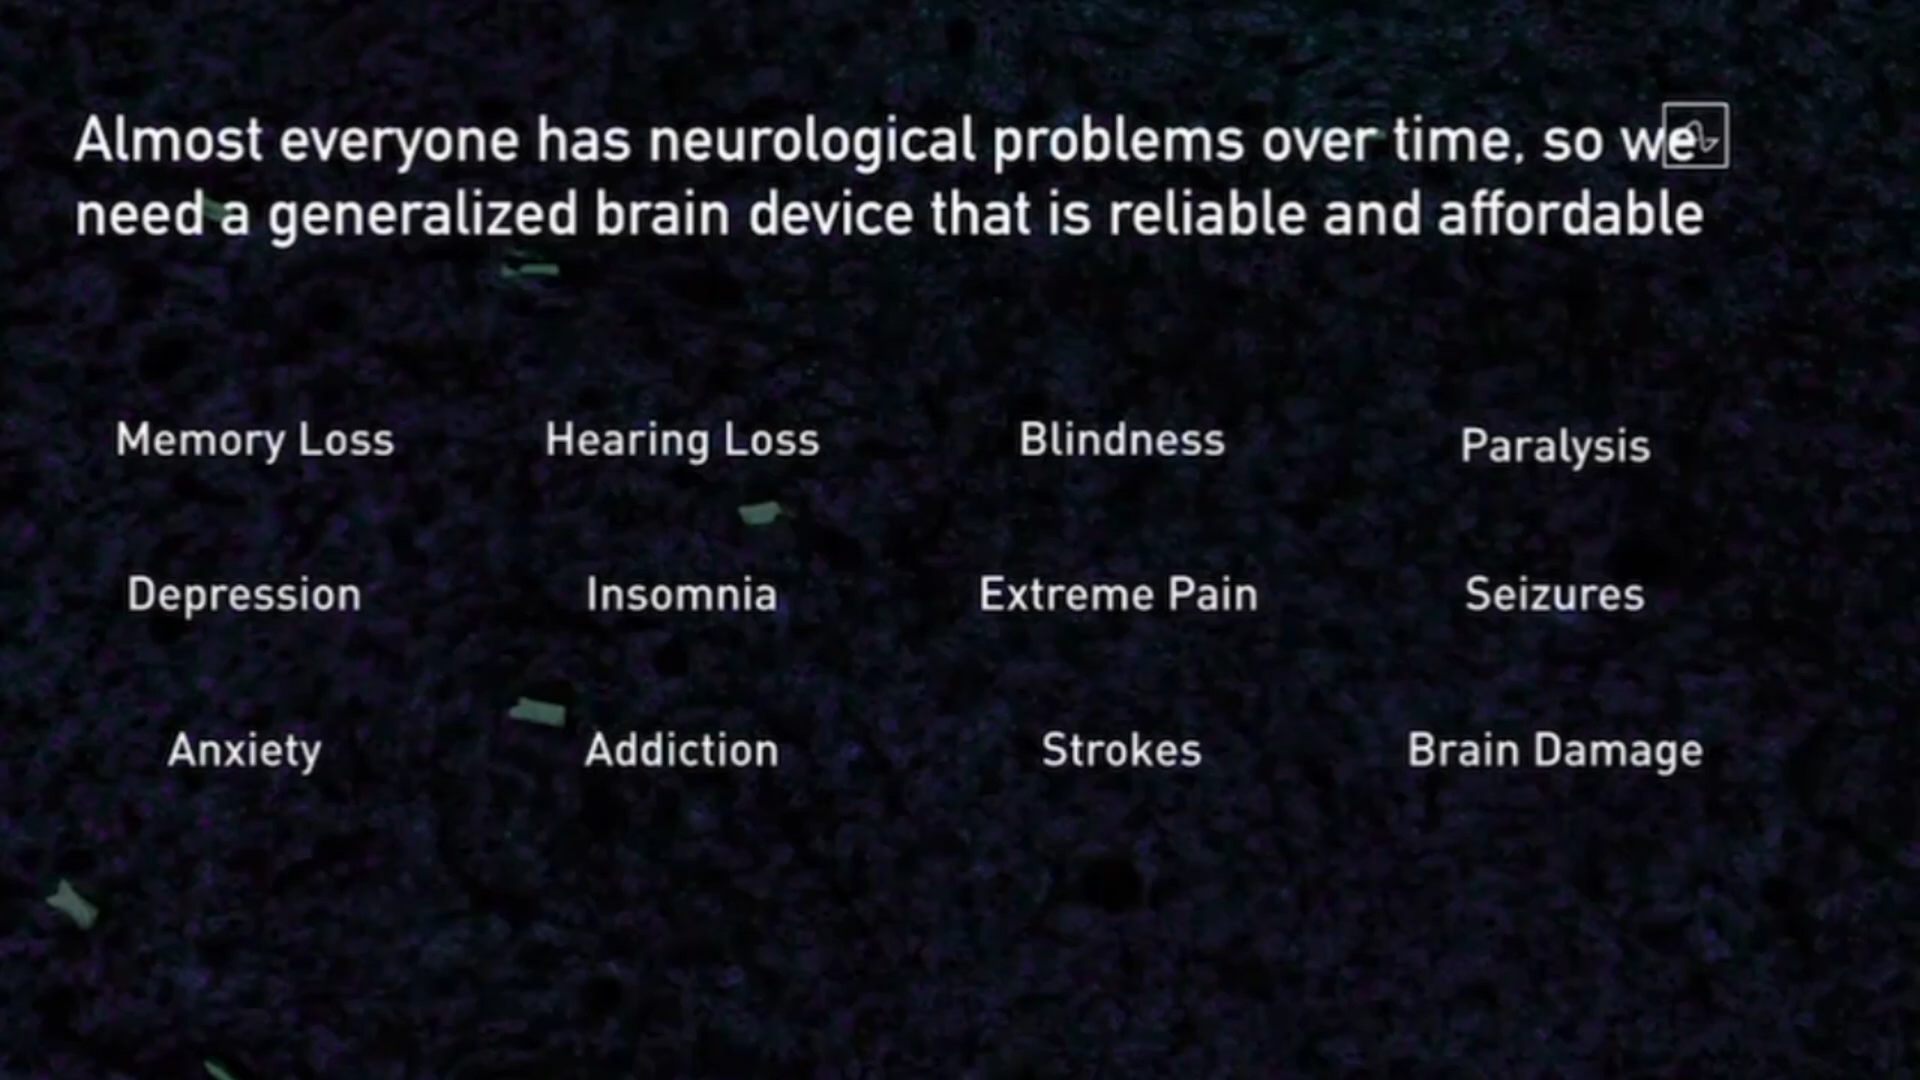 Almost everyone has neurological problems over time, so we
need a generalized brain device that is reliable and affordable
Memory Loss Hearing Loss Blindness Paralysis
Depression Insomnia Extreme Pain Seizures
Anxiety Addiction Strokes Brain Damage